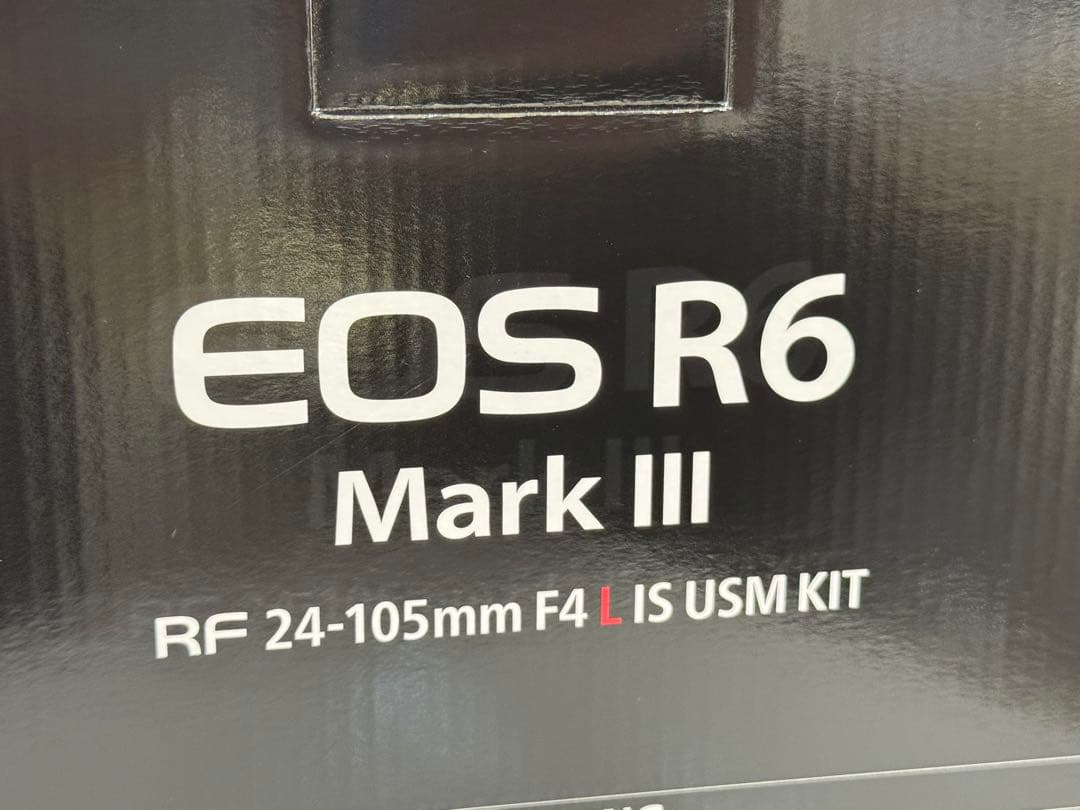 EOS R6
Mark III
RF 24-105mm F4 L IS USM KIT